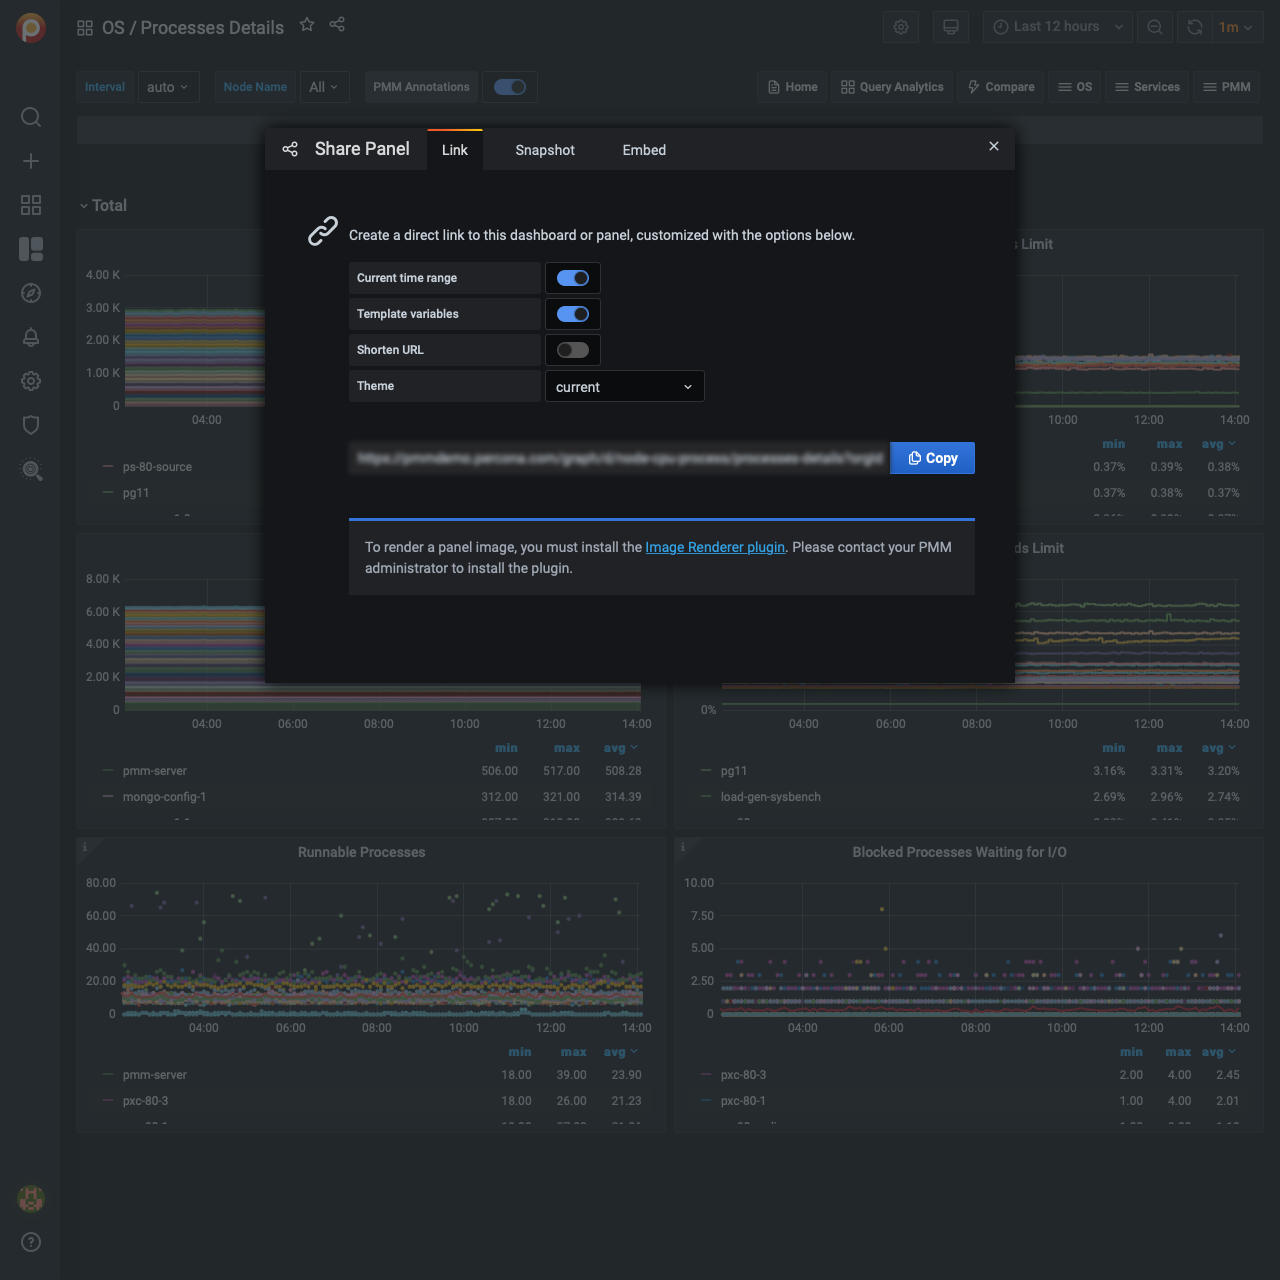 OS / Processes Details
Last 12 hours
1m
Interval
auto
Node Name
All
PMM Annotations
Home
Query Analytics
Compare
OS
Services
PMM
Share Panel
Link
Snapshot
Embed
Total
Create a direct link to this dashboard or panel, customized with the options below.
Current time range
Template variables
Shorten URL
Theme
current
Copy
To render a panel image, you must install the Image Renderer plugin. Please contact your PMM
administrator to install the plugin.
4.00 K
3.00 K
2.00 K
1.00 K
0
04:00
ps-80-source
pg11
Limit
10:00 12:00 14:00
min max avg
0.37% 0.39% 0.38%
0.37% 0.38% 0.37%
8.00 K
6.00 K
4.00 K
2.00 K
0
04:00 06:00 08:00 10:00 12:00 14:00
min max avg
pmm-server 506.00 517.00 508.28
mongo-config-1 312.00 321.00 314.39
ds Limit
0%
04:00 06:00 08:00 10:00 12:00 14:00
min max avg
pg11 3.16% 3.31% 3.20%
load-gen-sysbench 2.69% 2.96% 2.74%
Runnable Processes
80.00
60.00
40.00
20.00
0
04:00 06:00 08:00 10:00 12:00 14:00
min max avg
pmm-server 18.00 39.00 23.90
pxc-80-3 18.00 26.00 21.23
Blocked Processes Waiting for I/O
10.00
7.50
5.00
2.50
0
04:00 06:00 08:00 10:00 12:00 14:00
min max avg
pxc-80-3 2.00 4.00 2.45
pxc-80-1 1.00 4.00 2.01